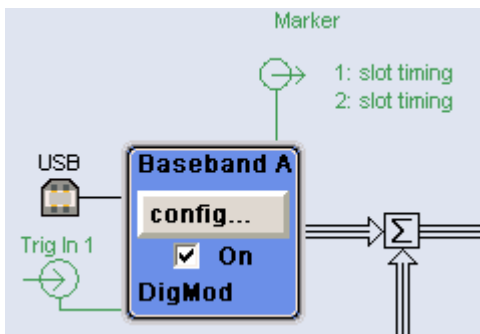 Marker
1: slot timing
2: slot timing
USB
Baseband A
config...
On
Trig In 1
DigMod
Σ